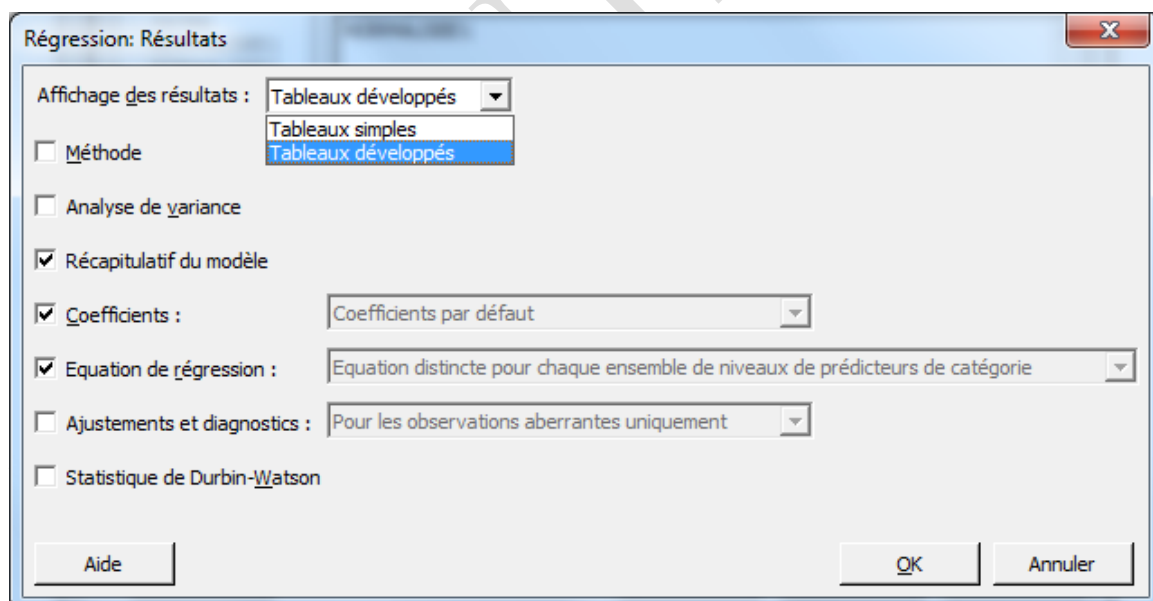 Régression: Résultats
Affichage des résultats : Tableaux développés
Tableaux simples
Tableaux développés
Méthode
Analyse de variance
Récapitulatif du modèle
Coefficients : Coefficients par défaut
Equation de régression : Equation distincte pour chaque ensemble de niveaux de prédicteurs de catégorie
Ajustements et diagnostics : Pour les observations aberrantes uniquement
Statistique de Durbin-Watson
Aide OK Annuler